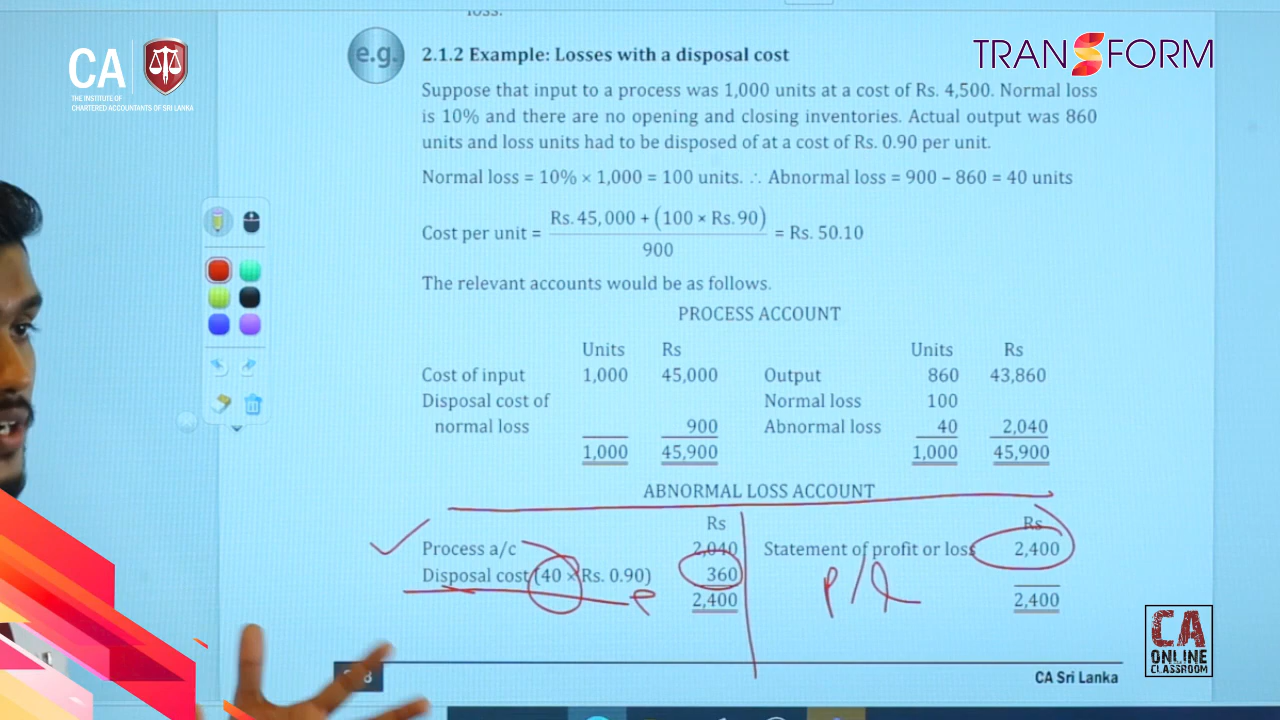 loss.
CA
THE INSTITUTE OF
CHARTERED ACCOUNTANTS OF SRI LANKA
TRANSFORM
e.g.
2.1.2 Example: Losses with a disposal cost
Suppose that input to a process was 1,000 units at a cost of Rs. 4,500. Normal loss
is 10% and there are no opening and closing inventories. Actual output was 860
units and loss units had to be disposed of at a cost of Rs. 0.90 per unit.
Normal loss = 10% × 1,000 = 100 units. ∴ Abnormal loss = 900 – 860 = 40 units
Cost per unit = Rs. 45,000 + (100 × Rs. 90) / 900 = Rs. 50.10
The relevant accounts would be as follows.
PROCESS ACCOUNT
Units Rs Units Rs
Cost of input 1,000 45,000 Output 860 43,860
Disposal cost of Normal loss 100
normal loss 900 Abnormal loss 40 2,040
1,000 45,900 1,000 45,900
ABNORMAL LOSS ACCOUNT
Rs Rs
Process a/c 2,040 Statement of profit or loss 2,400
Disposal cost (40 × Rs. 0.90) 360 P/L
2,400 2,400
8
CA Sri Lanka
CA
ONLINE
CLASSROOM